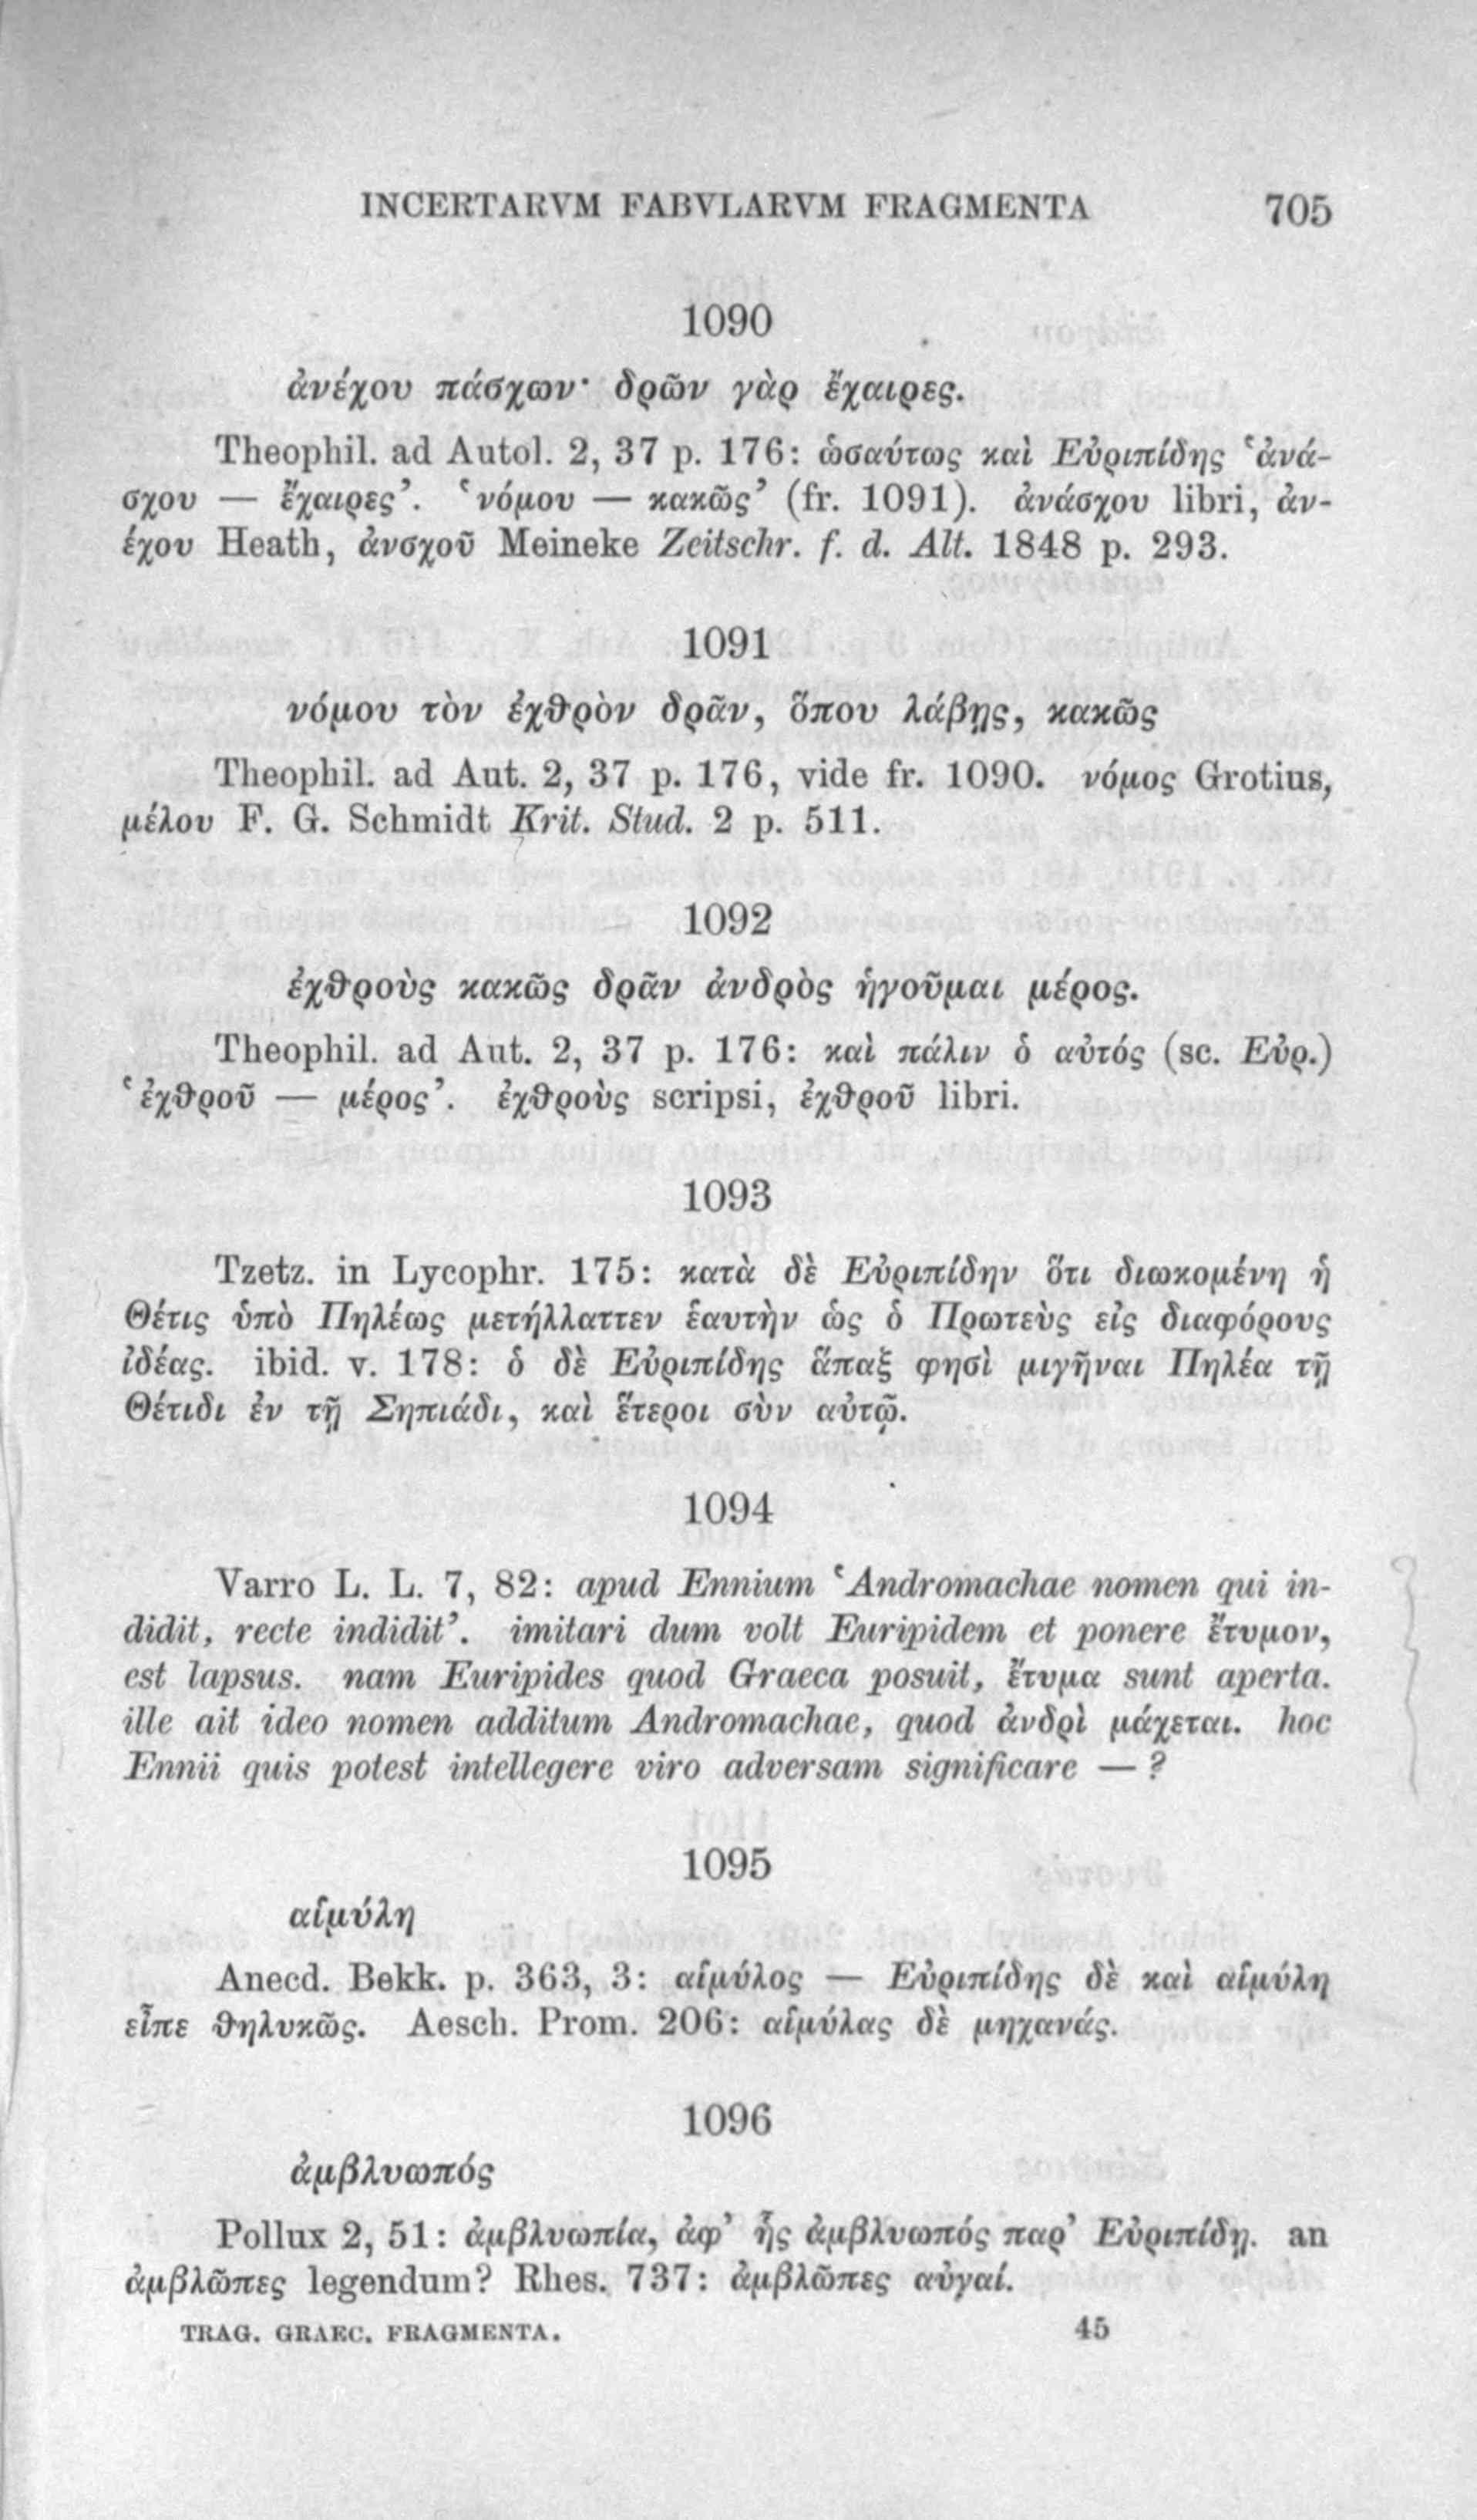 INCERTARVM FABVLARVM FRAGMENTA 705
1090
ἀνέχου πάσχων· δρῶν γὰρ ἔχαιρες.
Theophil. ad Autol. 2, 37 p. 176: ὡσαύτως καὶ Εὐριπίδης ‘ἀνά-
σχου — ἔχαιρες’. ‘νόμου — κακῶς’ (fr. 1091). ἀνάσχου libri, ἀν-
έχου Heath, ἀνσχοῦ Meineke Zeitschr. f. d. Alt. 1848 p. 293.
1091
νόμου τὸν ἐχθρὸν δρᾶν, ὅπου λάβῃς, κακῶς
Theophil. ad Aut. 2, 37 p. 176, vide fr. 1090. νόμος Grotius,
μέλου F. G. Schmidt Krit. Stud. 2 p. 511.
1092
ἐχθροὺς κακῶς δρᾶν ἀνδρὸς ἡγοῦμαι μέρος.
Theophil. ad Aut. 2, 37 p. 176: καὶ πάλιν ὁ αὐτός (sc. Εὐρ.)
‘ἐχθροῦ — μέρος’. ἐχθροὺς scripsi, ἐχθροῦ libri.
1093
Tzetz. in Lycophr. 175: κατὰ δὲ Εὐριπίδην ὅτι διωκομένη ἡ
Θέτις ὑπὸ Πηλέως μετήλλαττεν ἑαυτὴν ὡς ὁ Πρωτεὺς εἰς διαφόρους
ἰδέας. ibid. v. 178: ὁ δὲ Εὐριπίδης ἅπαξ φησὶ μιγῆναι Πηλέα τῇ
Θέτιδι ἐν τῇ Σηπιάδι, καὶ ἕτεροι σὺν αὐτῷ.
1094
Varro L. L. 7, 82: apud Ennium ‘Andromachae nomen qui in-
didit, recte indidit’. imitari dum volt Euripidem et ponere ἔτυμον,
est lapsus. nam Euripides quod Graeca posuit, ἔτυμα sunt aperta.
ille ait ideo nomen additum Andromachae, quod ἀνδρὶ μάχεται. hoc
Ennii quis potest intellegere viro adversam significare — ?
1095
αἱμύλη
Anecd. Bekk. p. 363, 3: αἱμύλος — Εὐριπίδης δὲ καὶ αἱμύλη
εἶπε θηλυκῶς. Aesch. Prom. 206: αἱμύλας δὲ μηχανάς.
1096
ἀμβλυωπός
Pollux 2, 51: ἀμβλυωπία, ἀφ’ ἧς ἀμβλυωπός παρ’ Εὐριπίδῃ. an
ἀμβλῶπες legendum? Rhes. 737: ἀμβλῶπες αὐγαί.
TRAG. GRAEC. FRAGMENTA. 45